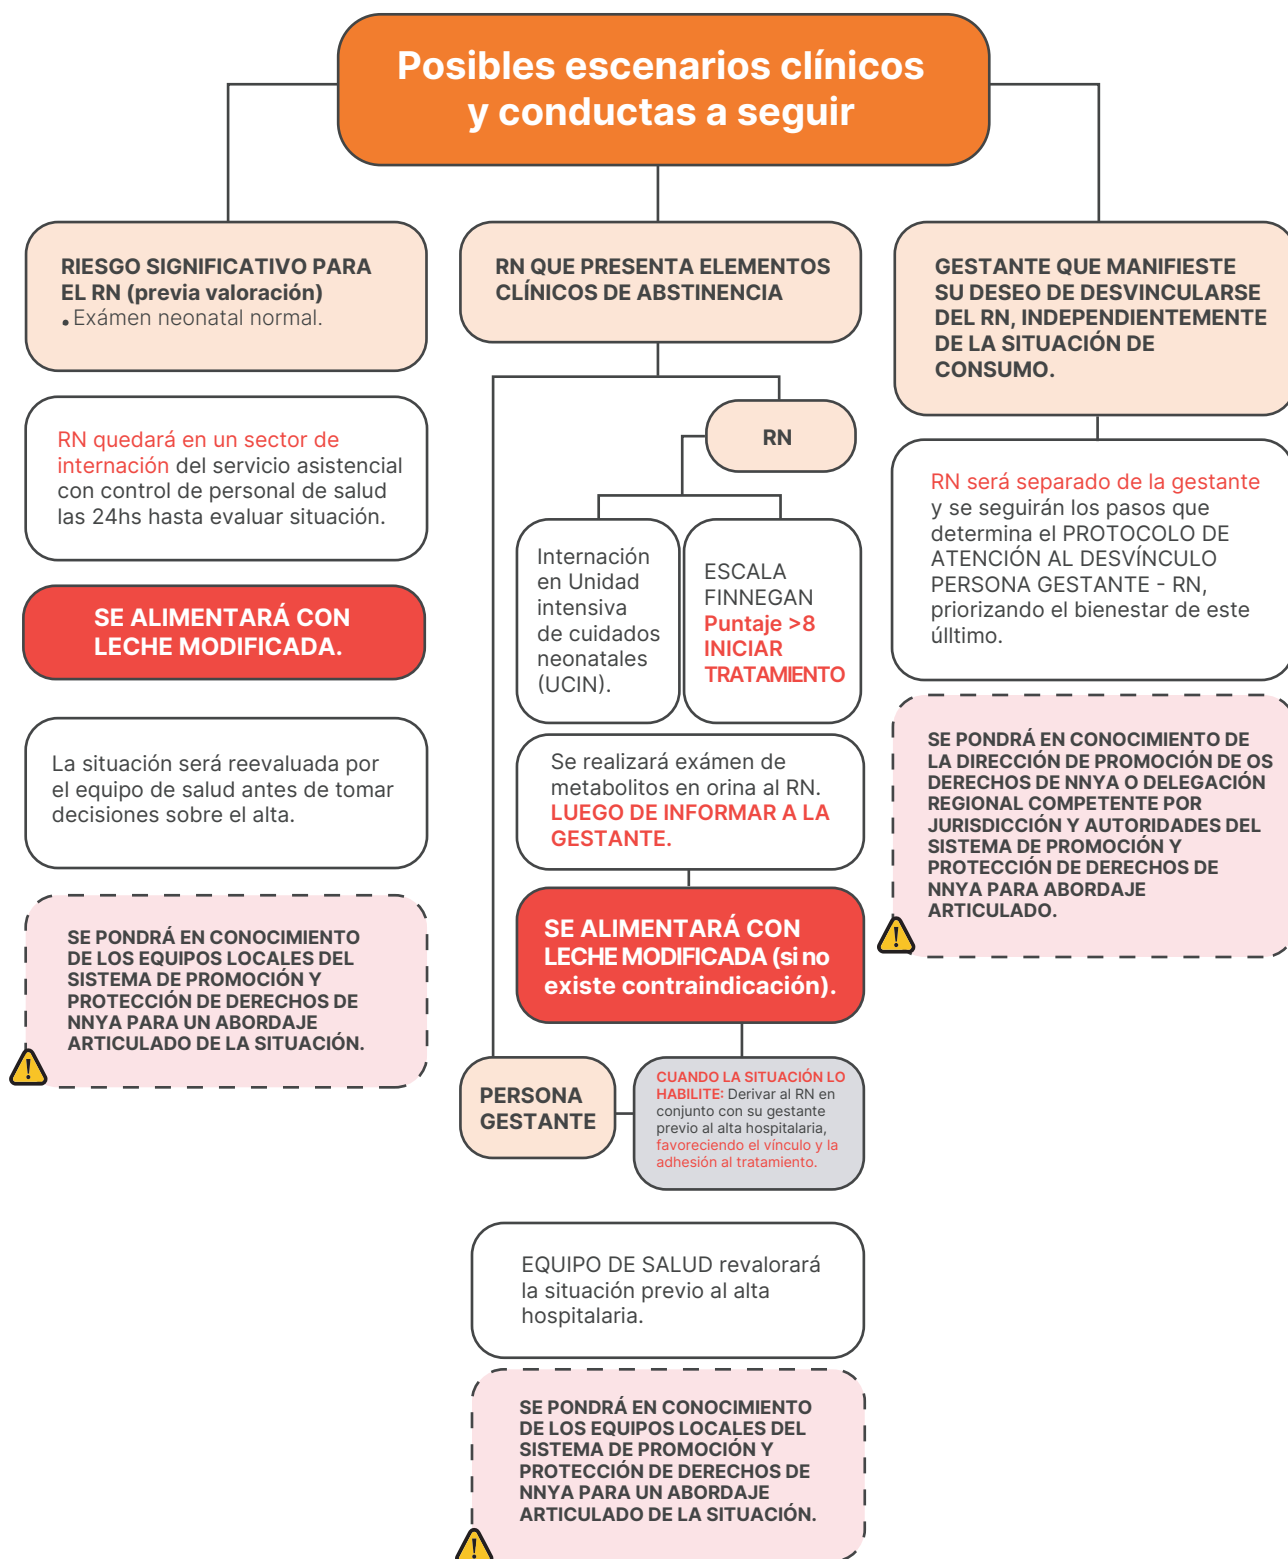 Posibles escenarios clínicos
y conductas a seguir
RIESGO SIGNIFICATIVO PARA
EL RN (previa valoración)
• Exámen neonatal normal.
RN quedará en un sector de
internación del servicio asistencial
con control de personal de salud
las 24hs hasta evaluar situación.
SE ALIMENTARÁ CON
LECHE MODIFICADA.
La situación será reevaluada por
el equipo de salud antes de tomar
decisiones sobre el alta.
SE PONDRÁ EN CONOCIMIENTO
DE LOS EQUIPOS LOCALES DEL
SISTEMA DE PROMOCIÓN Y
PROTECCIÓN DE DERECHOS DE
NNYA PARA UN ABORDAJE
ARTICULADO DE LA SITUACIÓN.
RN QUE PRESENTA ELEMENTOS
CLÍNICOS DE ABSTINENCIA
RN
Internación
en Unidad
intensiva
de cuidados
neonatales
(UCIN).
ESCALA
FINNEGAN
Puntaje >8
INICIAR
TRATAMIENTO
Se realizará exámen de
metabolitos en orina al RN.
LUEGO DE INFORMAR A LA
GESTANTE.
SE ALIMENTARÁ CON
LECHE MODIFICADA (si no
existe contraindicación).
PERSONA
GESTANTE
CUANDO LA SITUACIÓN LO
HABILITE: Derivar al RN en
conjunto con su gestante
previo al alta hospitalaria,
favoreciendo el vínculo y la
adhesión al tratamiento.
EQUIPO DE SALUD revalorará
la situación previo al alta
hospitalaria.
SE PONDRÁ EN CONOCIMIENTO
DE LOS EQUIPOS LOCALES DEL
SISTEMA DE PROMOCIÓN Y
PROTECCIÓN DE DERECHOS DE
NNYA PARA UN ABORDAJE
ARTICULADO DE LA SITUACIÓN.
GESTANTE QUE MANIFIESTE
SU DESEO DE DESVINCULARSE
DEL RN, INDEPENDIENTEMENTE
DE LA SITUACIÓN DE
CONSUMO.
RN será separado de la gestante
y se seguirán los pasos que
determina el PROTOCOLO DE
ATENCIÓN AL DESVÍNCULO
PERSONA GESTANTE - RN,
priorizando el bienestar de este
úlltimo.
SE PONDRÁ EN CONOCIMIENTO DE
LA DIRECCIÓN DE PROMOCIÓN DE OS
DERECHOS DE NNYA O DELEGACIÓN
REGIONAL COMPETENTE POR
JURISDICCIÓN Y AUTORIDADES DEL
SISTEMA DE PROMOCIÓN Y
PROTECCIÓN DE DERECHOS DE
NNYA PARA ABORDAJE
ARTICULADO.